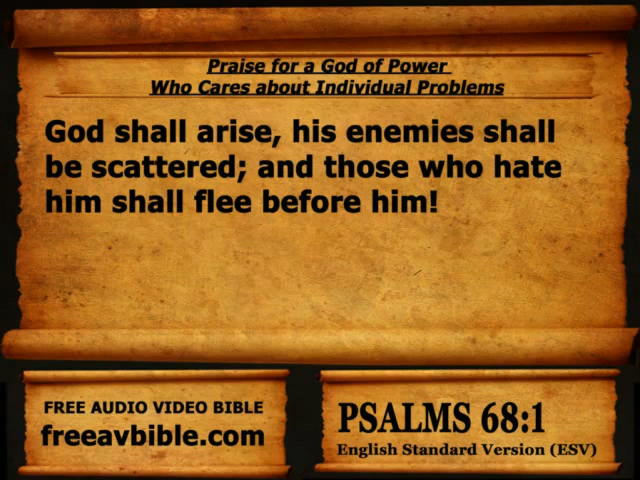 Praise for a God of Power
Who Cares about Individual Problems
God shall arise, his enemies shall
be scattered; and those who hate
him shall flee before him!
FREE AUDIO VIDEO BIBLE
freeavbible.com
PSALMS 68:1
English Standard Version (ESV)